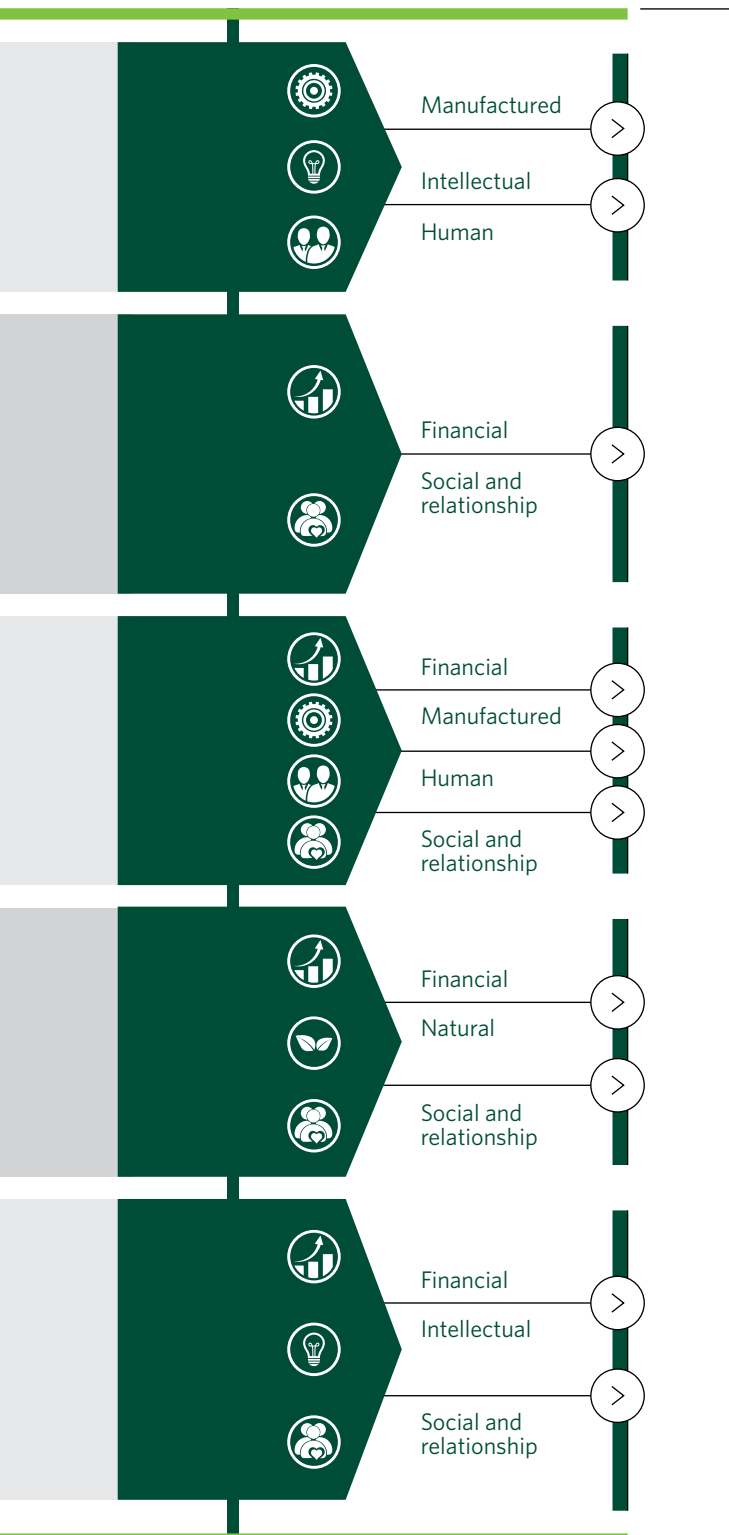 Manufactured
Intellectual
Human
Financial
Social and
relationship
Financial
Manufactured
Human
Social and
relationship
Financial
Natural
Social and
relationship
Financial
Intellectual
Social and
relationship